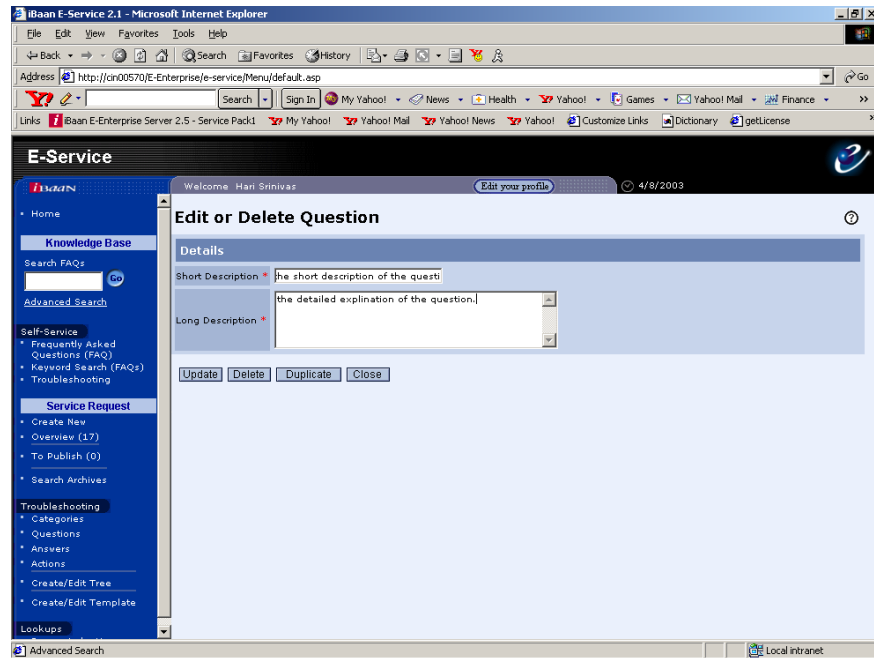 iBaan E-Service 2.1 - Microsoft Internet Explorer
File Edit View Favorites Tools Help
Back Search Favorites History
Address http://cin00570/E-Enterprise/e-service/Menu/default.asp Go
Y! Search Sign In My Yahoo! News Health Yahoo! Games Yahoo! Mail Finance »
Links iBaan E-Enterprise Server 2.5 - Service Pack1 My Yahoo! Yahoo! Mail Yahoo! News Yahoo! Customize Links Dictionary getLicense
E-Service
iBaan Welcome Hari Srinivas Edit your profile 4/8/2003
Home
Edit or Delete Question
Knowledge Base
Search FAQs
Go
Advanced Search
Details
Short Description * he short description of the questi
Long Description * the detailed explination of the question.
Update Delete Duplicate Close
Self-Service
Frequently Asked
Questions (FAQ)
Keyword Search (FAQs)
Troubleshooting
Service Request
Create New
Overview (17)
To Publish (0)
Search Archives
Troubleshooting
Categories
Questions
Answers
Actions
Create/Edit Tree
Create/Edit Template
Lookups
Advanced Search Local intranet